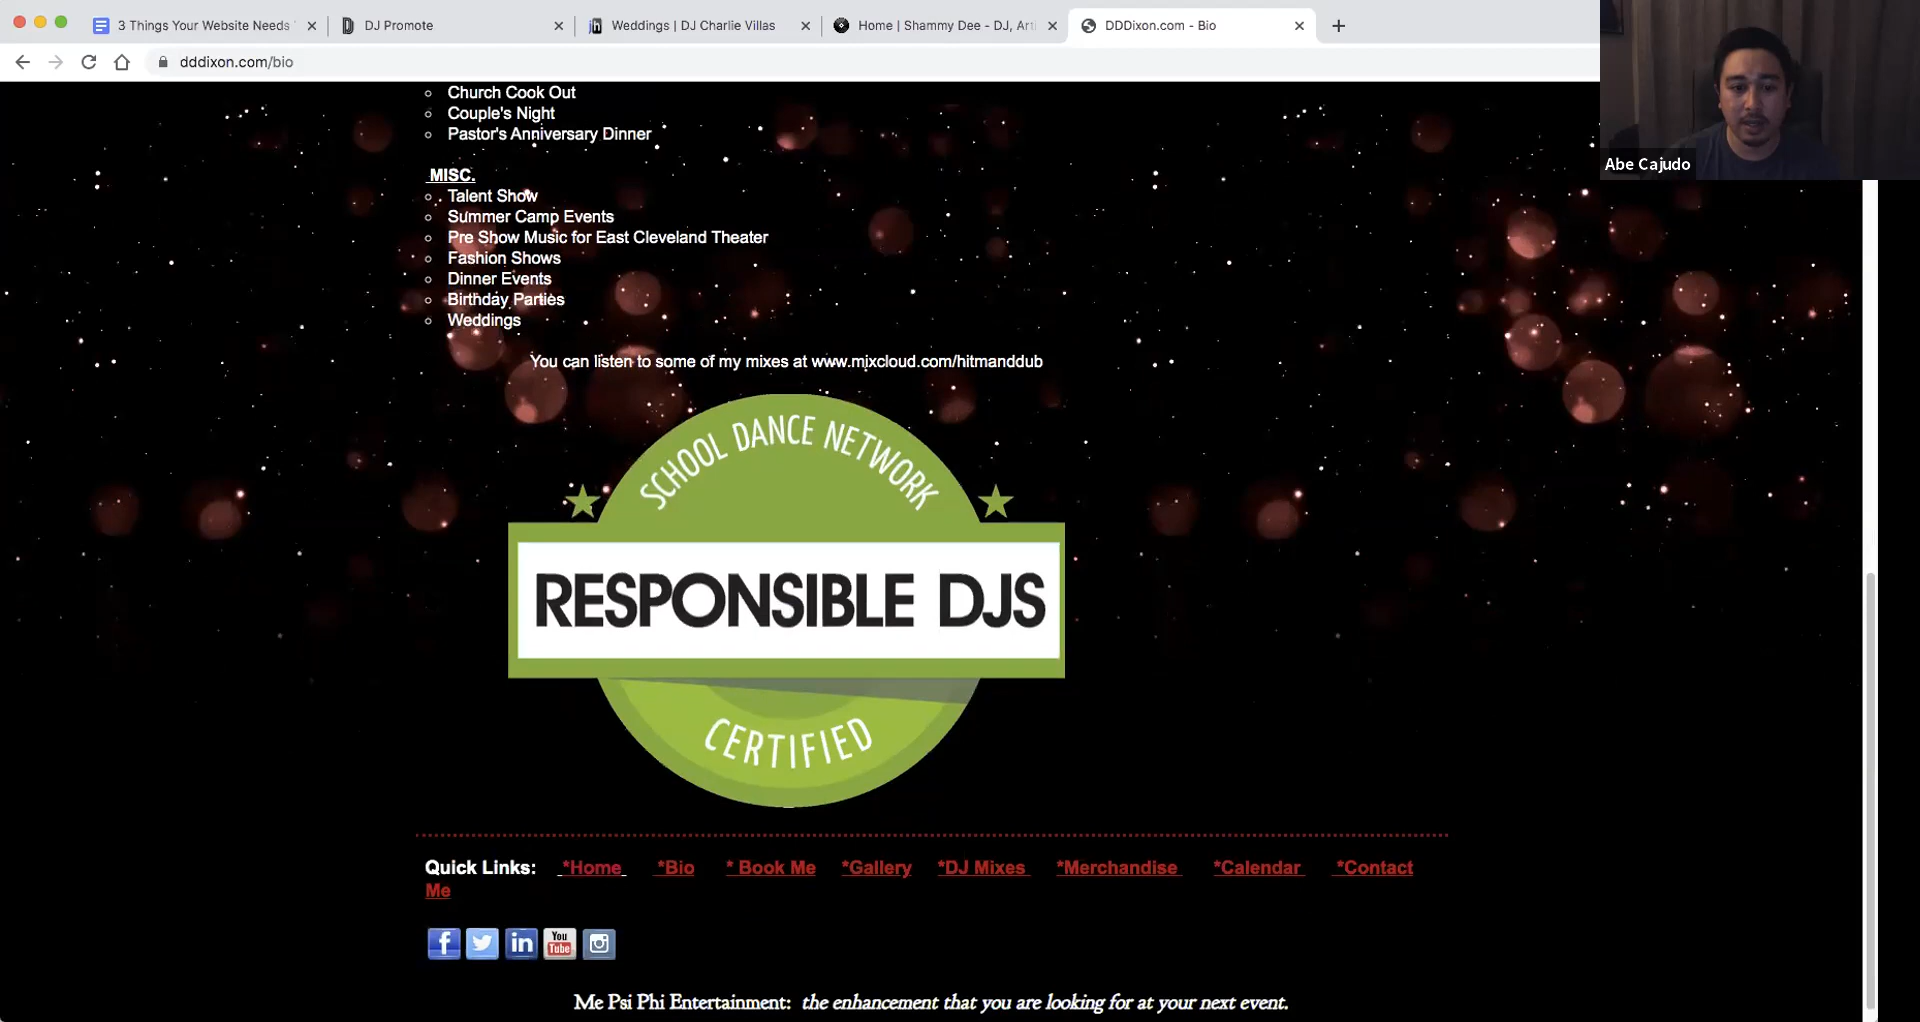 3 Things Your Website Needs
DJ Promote
Weddings | DJ Charlie Villas
Home | Shammy Dee - DJ, Arti
DDDixon.com - Bio
dddixon.com/bio
Abe Cajudo
Church Cook Out
Couple's Night
Pastor's Anniversary Dinner
MISC.
Talent Show
Summer Camp Events
Pre Show Music for East Cleveland Theater
Fashion Shows
Dinner Events
Birthday Parties
Weddings
You can listen to some of my mixes at www.mixcloud.com/hitmanddub
SCHOOL DANCE NETWORK
RESPONSIBLE DJS
CERTIFIED
Quick Links: *Home *Bio * Book Me *Gallery *DJ Mixes *Merchandise *Calendar *Contact
Me
f in You Tube
Me Psi Phi Entertainment: the enhancement that you are looking for at your next event.